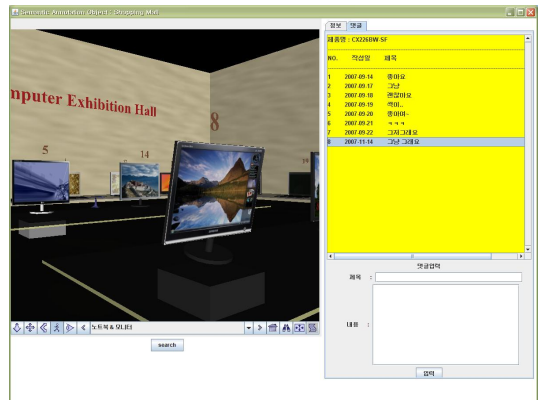 Semantic Annotation Objects : Shopping Mall
정보 댓글
제품명 : CX226BW-SF
NO. 작성일 제목
1 2007-09-14 좋아요
2 2007-09-17 그냥
3 2007-09-18 괜찮아요
4 2007-09-19 색이..
5 2007-09-20 좋아여~
6 2007-09-21 ㅋㅋㅋ
7 2007-09-22 그저그래요
8 2007-11-14 그냥 그래요
댓글입력
제목 :
내용 :
입력
mputer Exhibition Hall
8
5
14
노트북 & 모니터
search